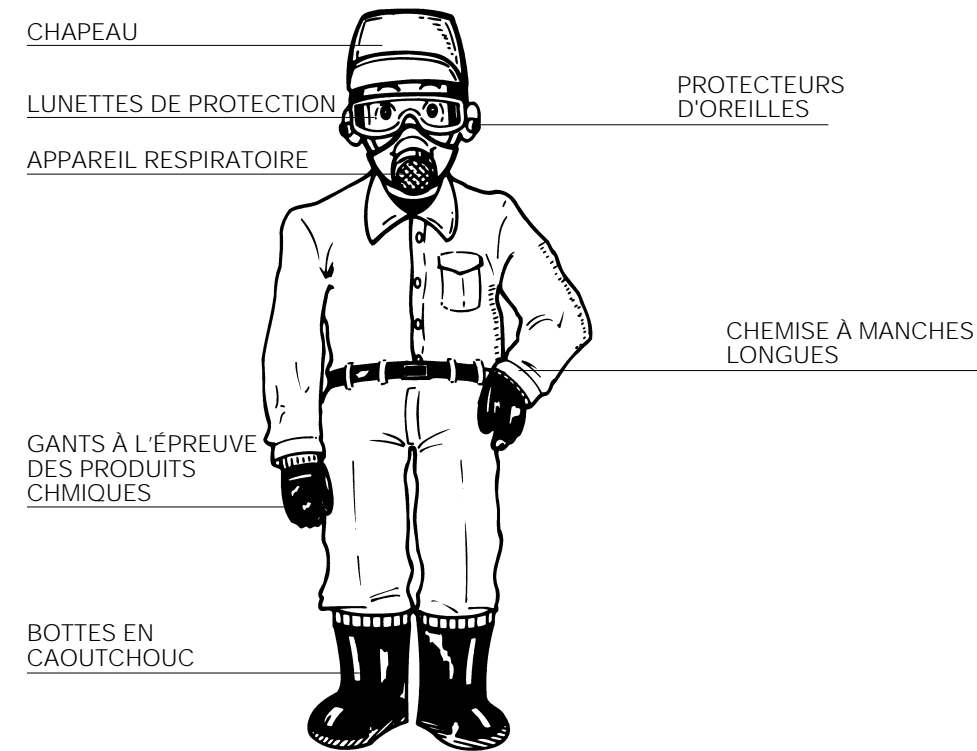 CHAPEAU
LUNETTES DE PROTECTION
APPAREIL RESPIRATOIRE
PROTECTEURS
D'OREILLES
CHEMISE À MANCHES
LONGUES
GANTS À L'ÉPREUVE
DES PRODUITS
CHMIQUES
BOTTES EN
CAOUTCHOUC